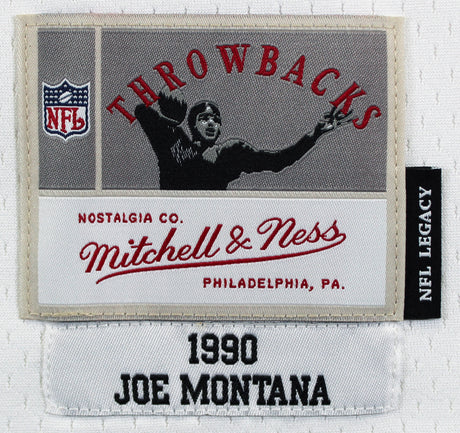 THROWBACKS
NFL
NOSTALGIA CO.
Mitchell & Ness
PHILADELPHIA, PA.
NFL LEGACY
1990
JOE MONTANA